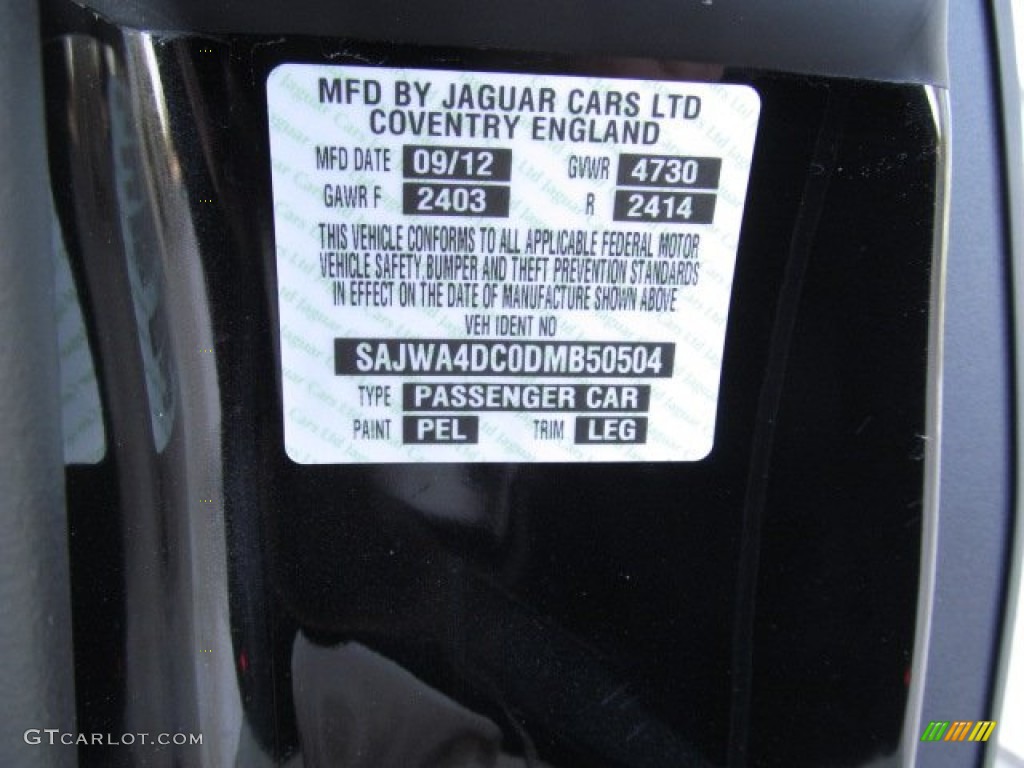 MFD BY JAGUAR CARS LTD
COVENTRY ENGLAND
MFD DATE 09/12 GVWR 4730
GAWR F 2403 R 2414
THIS VEHICLE CONFORMS TO ALL APPLICABLE FEDERAL MOTOR
VEHICLE SAFETY, BUMPER AND THEFT PREVENTION STANDARDS
IN EFFECT ON THE DATE OF MANUFACTURE SHOWN ABOVE
VEH IDENT NO
SAJWA4DC0DMB50504
TYPE PASSENGER CAR
PAINT PEL TRIM LEG
GTCARLOT.COM